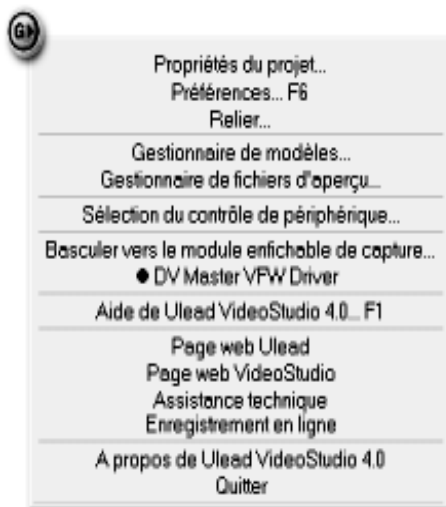 G
Propriétés du projet...
Préférences... F6
Relier...
Gestionnaire de modèles...
Gestionnaire de fichiers d'aperçu...
Sélection du contrôle de périphérique...
Basculer vers le module enfichable de capture...
● DV Master VFW Driver
Aide de Ulead VideoStudio 4.0... F1
Page web Ulead
Page web VideoStudio
Assistance technique
Enregistrement en ligne
A propos de Ulead VideoStudio 4.0
Quitter